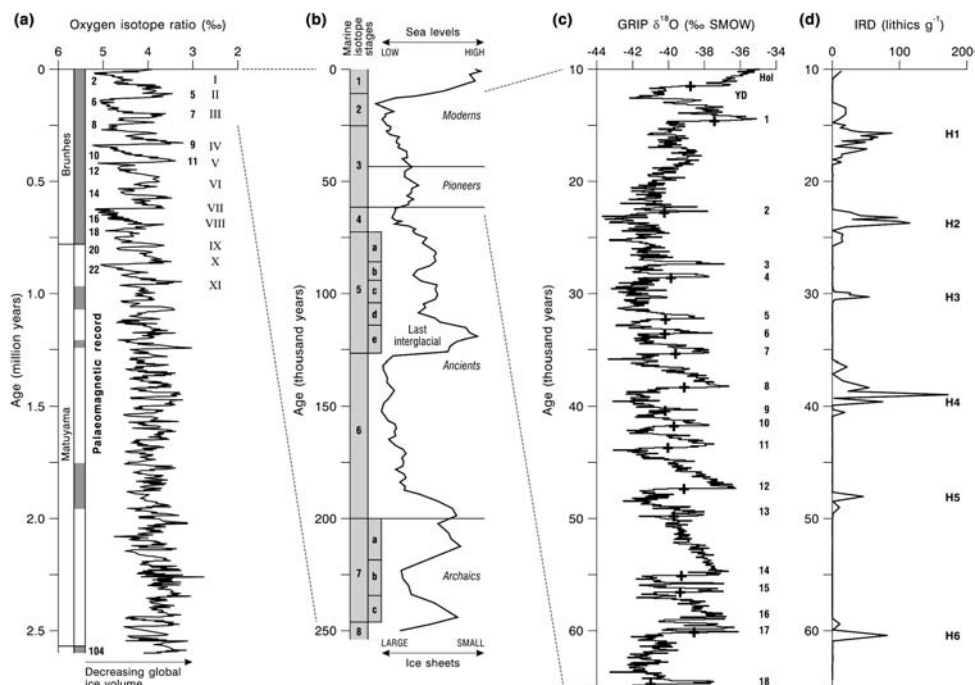 (a)
Oxygen isotope ratio (‰)
6 5 4 3 2
0
0.5
1.0
1.5
2.0
2.5
Age (million years)
Brunhes
Matuyama
Palaeomagnetic record
2
6
8
10
12
14
16
18
20
22
104
5
7
9
11
I
II
III
IV
V
VI
VII
VIII
IX
X
XI
Decreasing global
ice volume
(b)
Marine isotope
stages
Sea levels
LOW HIGH
0
50
100
150
200
250
Age (thousand years)
1
2
3
4
5
a
b
c
d
e
6
7
a
b
c
8
Moderns
Pioneers
Last
interglacial
Ancients
Archaics
LARGE SMALL
Ice sheets
(c)
GRIP δ¹⁸O (‰ SMOW)
-44 -42 -40 -38 -36 -34
10
20
30
40
50
60
Age (thousand years)
Hol
YD
1
2
3
4
5
6
7
8
9
10
11
12
13
14
15
16
17
18
(d)
IRD (lithics g⁻¹)
0 100 200
10
20
30
40
50
60
H1
H2
H3
H4
H5
H6